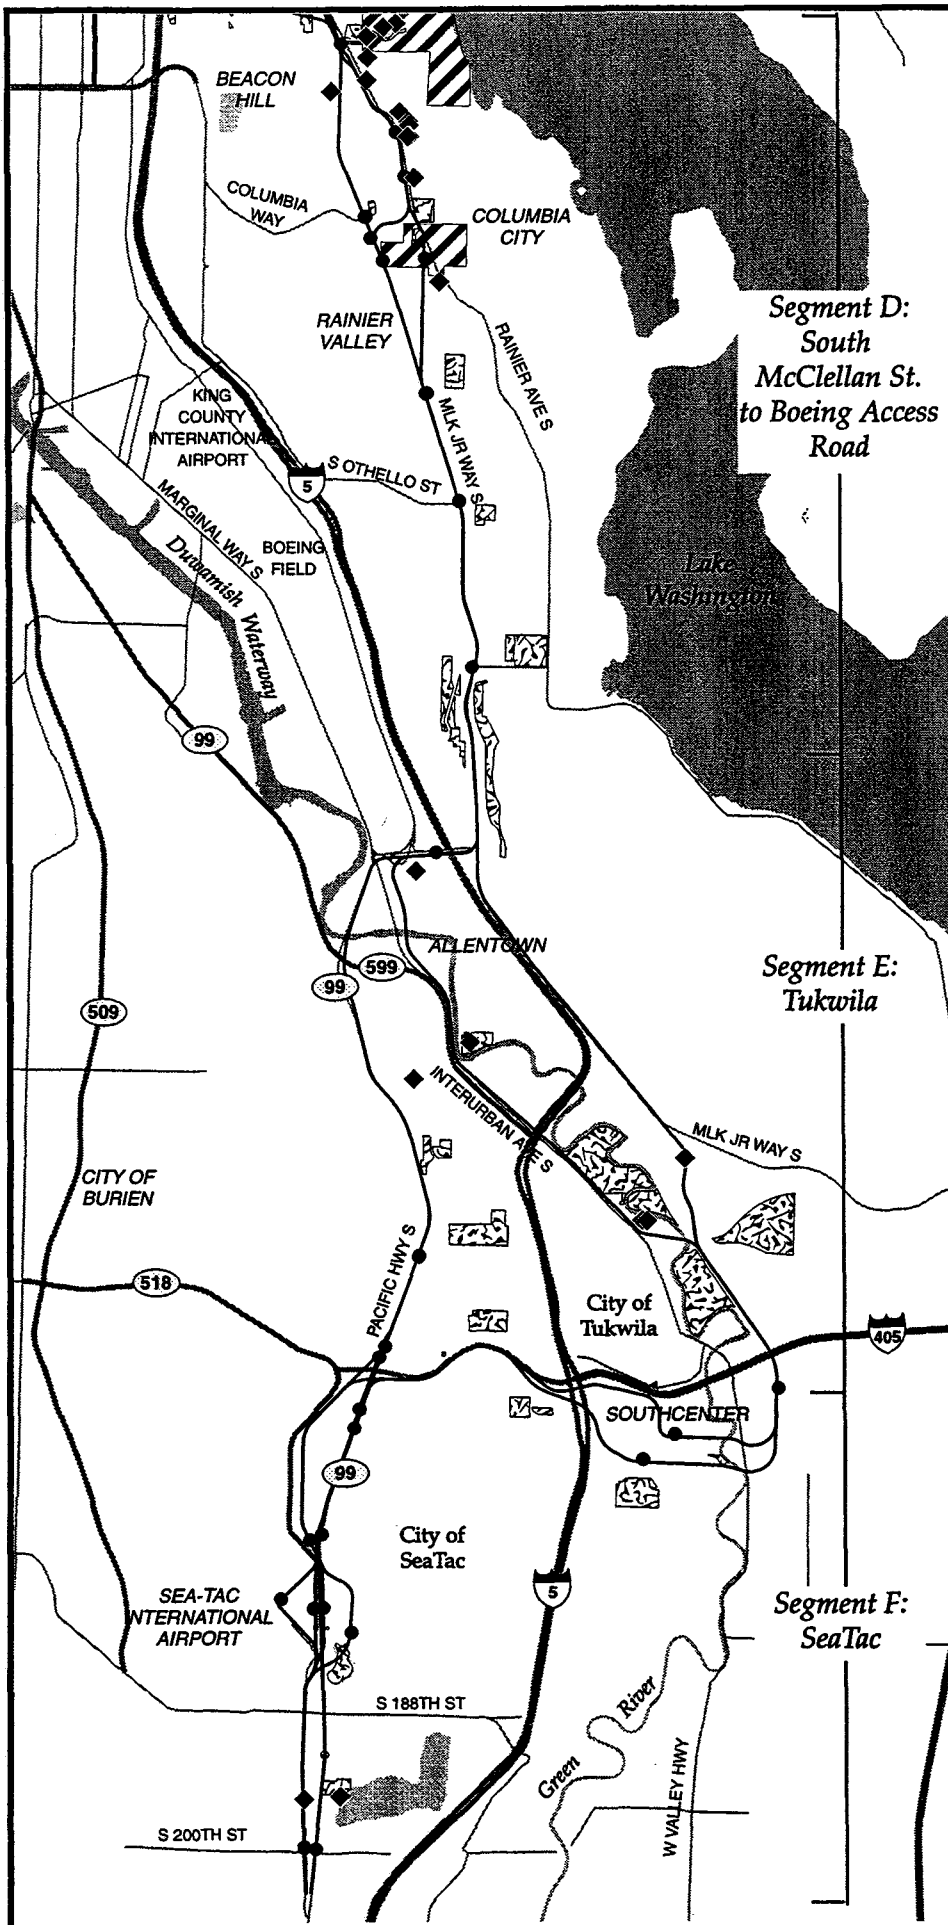 BEACON
HILL
COLUMBIA
WAY
COLUMBIA
CITY
Segment D:
South
McClellan St.
to Boeing Access
Road
RAINIER
VALLEY
RAINIER AVE S
KING
COUNTY
INTERNATIONAL
AIRPORT
MLK JR WAY S
S OTHELLO ST
5
MARGINAL WAY S
BOEING
FIELD
Duwamish Waterway
Lake
Washington
99
ALLENTOWN
599
99
Segment E:
Tukwila
509
INTERURBAN AVE S
MLK JR WAY S
CITY OF
BURIEN
PACIFIC HWY S
518
City of
Tukwila
405
SOUTHCENTER
99
City of
SeaTac
5
SEA-TAC
INTERNATIONAL
AIRPORT
Segment F:
SeaTac
S 188TH ST
Green River
W VALLEY HWY
S 200TH ST